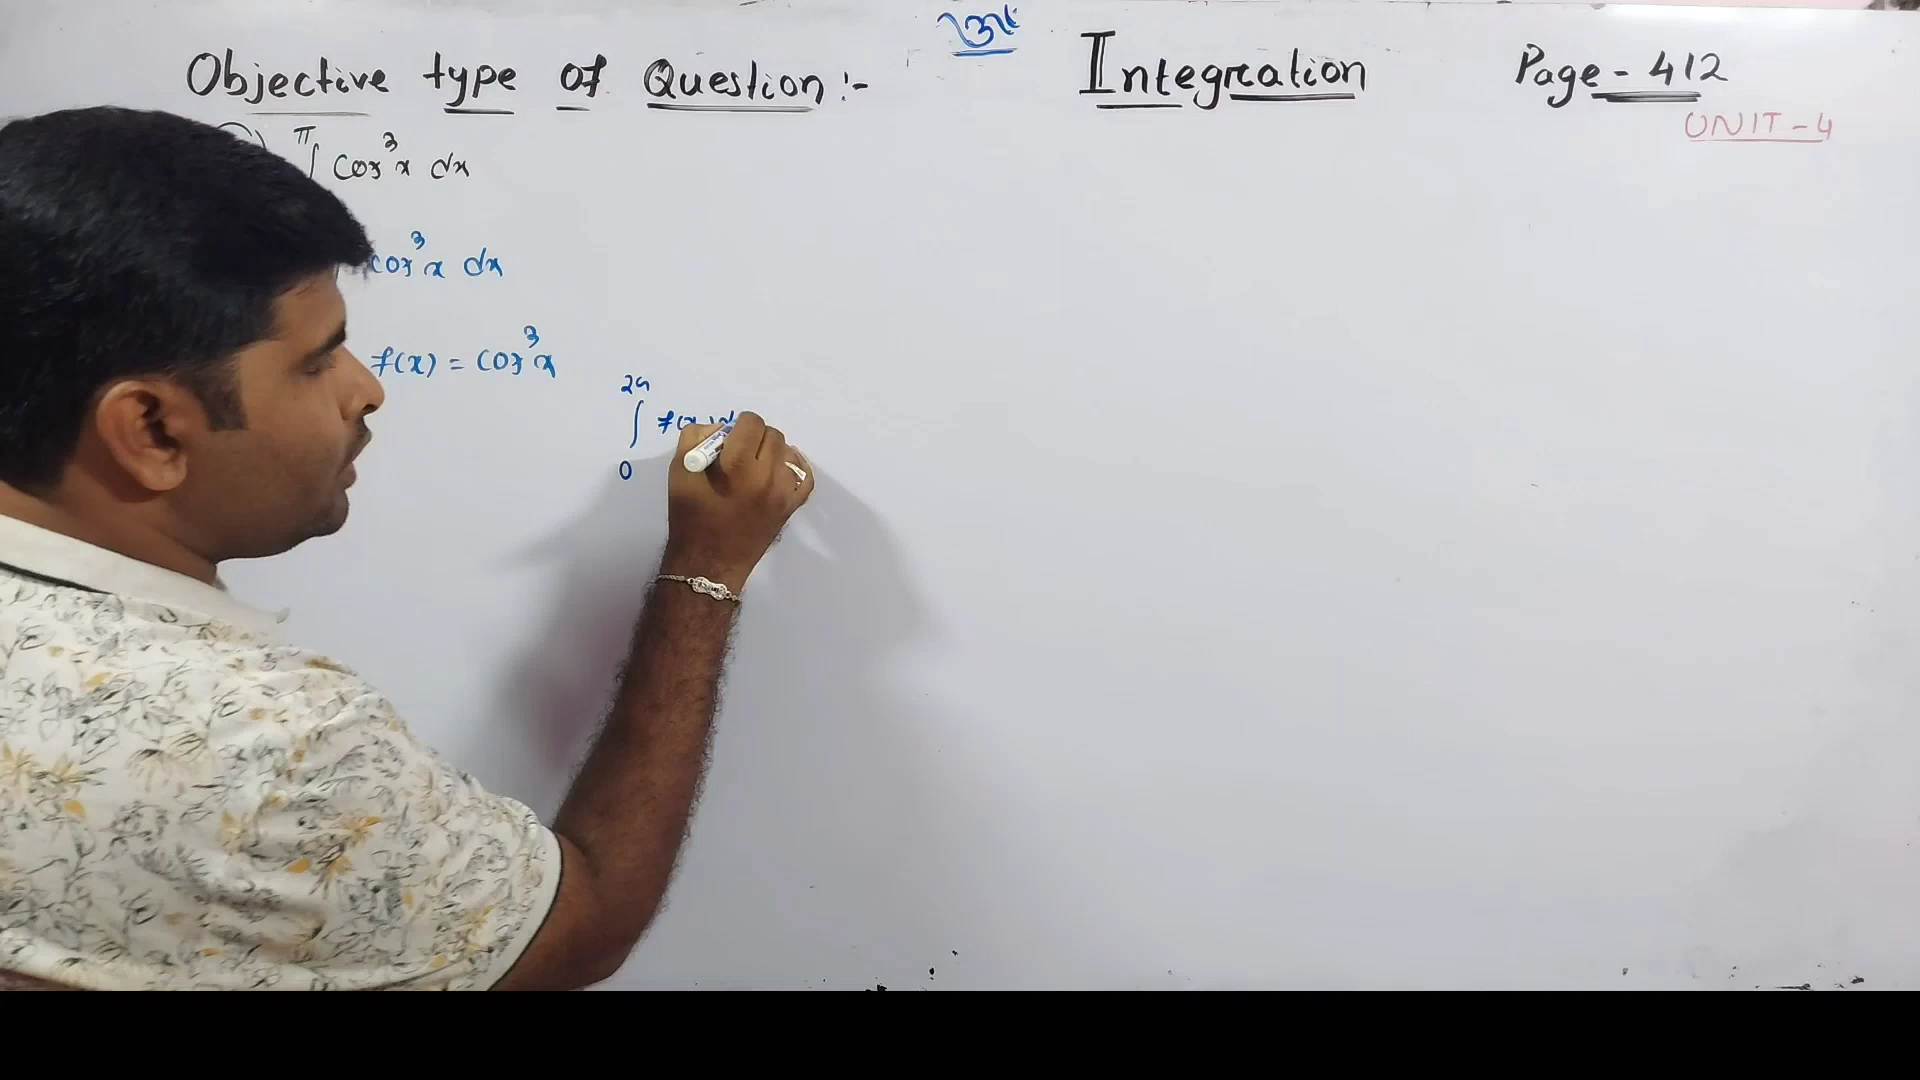 Objective type of Question :-
Integration
Page - 412
UNIT - 4
π
∫ Cos³x dx
cos³x dx
f(x) = cos³x
2a
∫ f(x) d
0